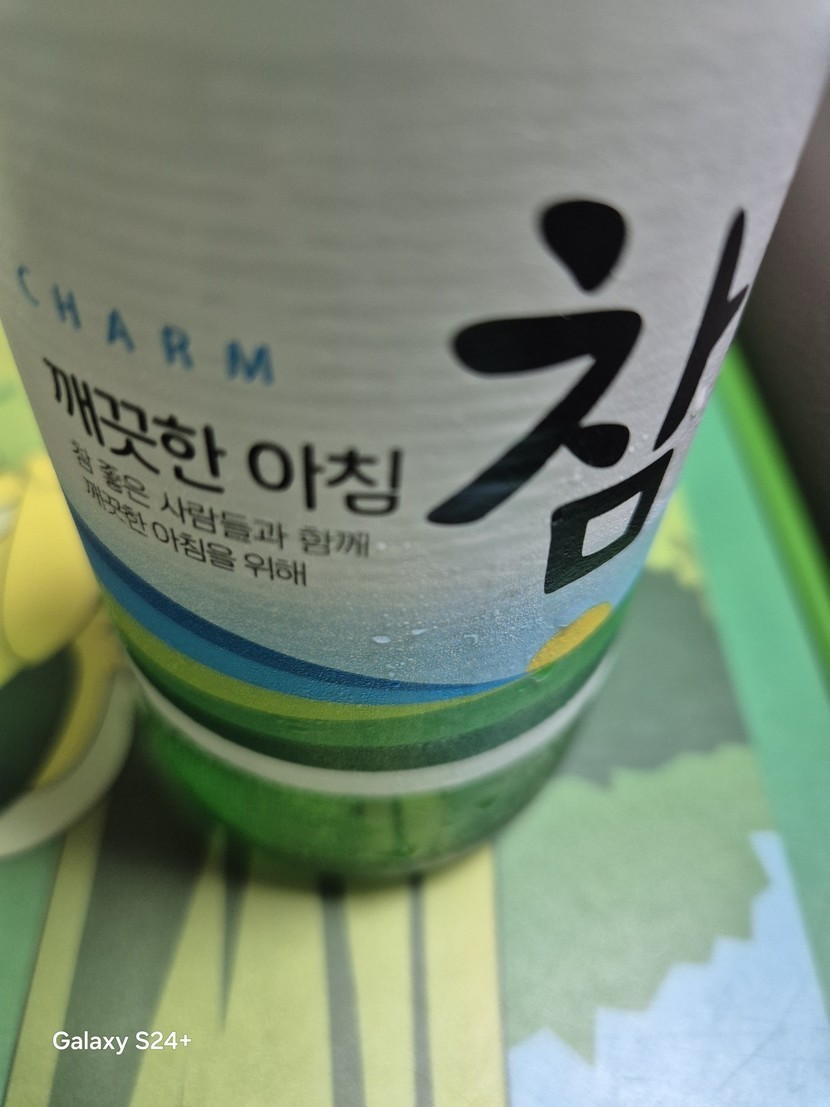 CHARM
깨끗한 아침
참 좋은 사람들과 함께
깨끗한 아침을 위해
참
Galaxy S24+